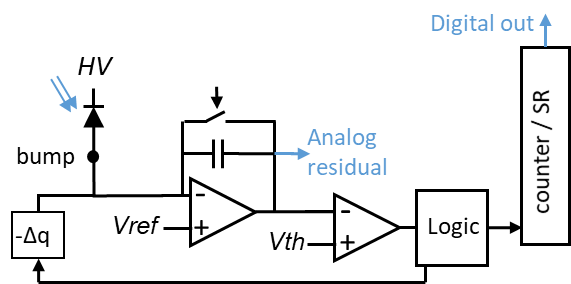 Digital out
HV
bump
Analog
residual
-
+
Vref
-Δq
-
+
Vth
Logic
counter / SR